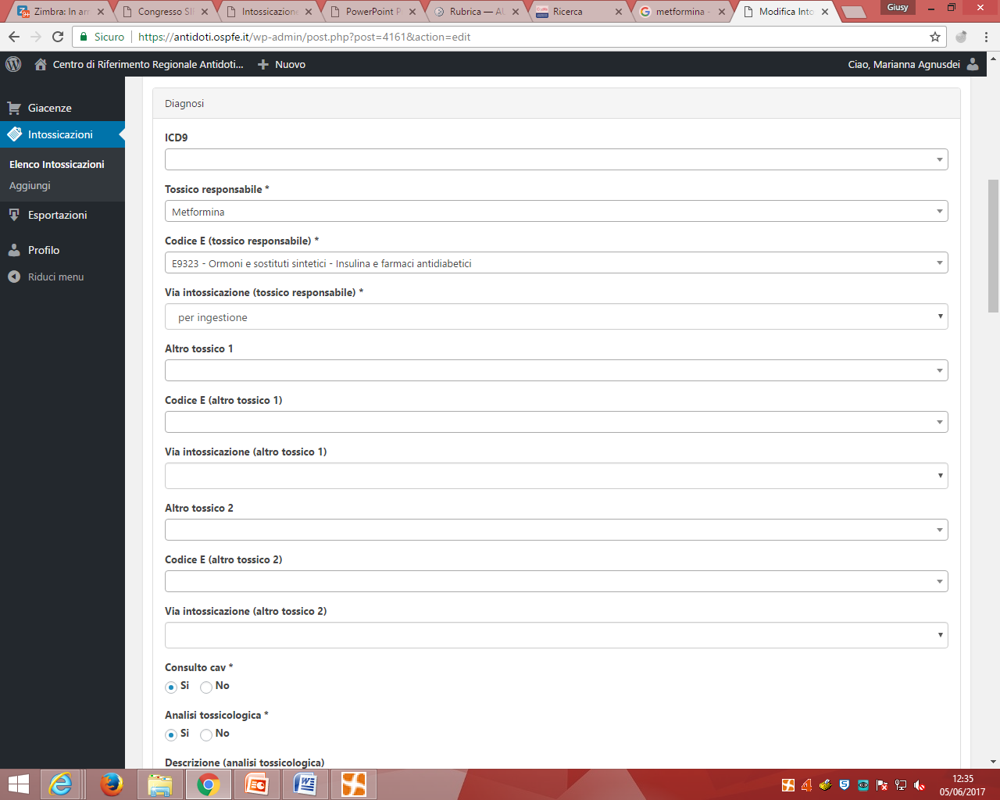 Zimbra: In arr
Congresso SIF
Intossicazione
PowerPoint P
Rubrica — AU
Ricerca
metformina -
Modifica Into
Giusy
Sicuro
https://antidoti.ospfe.it/wp-admin/post.php?post=4161&action=edit
Centro di Riferimento Regionale Antidoti...
Nuovo
Ciao, Marianna Agnusdei
Giacenze
Intossicazioni
Elenco Intossicazioni
Aggiungi
Esportazioni
Profilo
Riduci menu
Diagnosi
ICD9
Tossico responsabile *
Metformina
Codice E (tossico responsabile) *
E9323 - Ormoni e sostituti sintetici - Insulina e farmaci antidiabetici
Via intossicazione (tossico responsabile) *
per ingestione
Altro tossico 1
Codice E (altro tossico 1)
Via intossicazione (altro tossico 1)
Altro tossico 2
Codice E (altro tossico 2)
Via intossicazione (altro tossico 2)
Consulto cav *
Si No
Analisi tossicologica *
Si No
Descrizione (analisi tossicologica)
12:35
05/06/2017